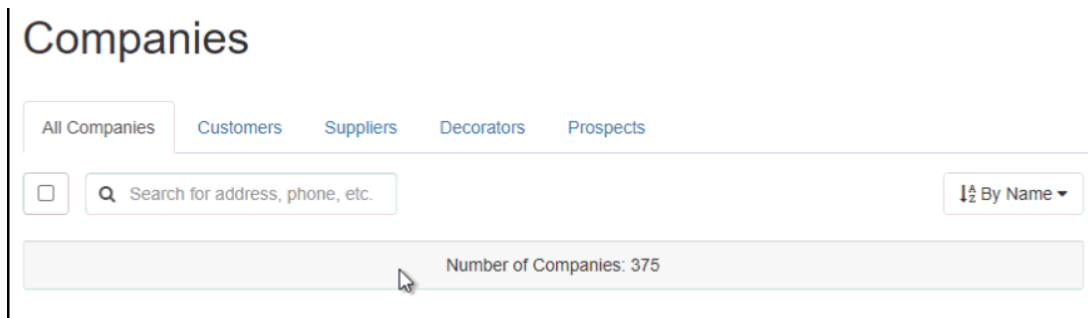 Companies
All Companies Customers Suppliers Decorators Prospects
Search for address, phone, etc. By Name
Number of Companies: 375